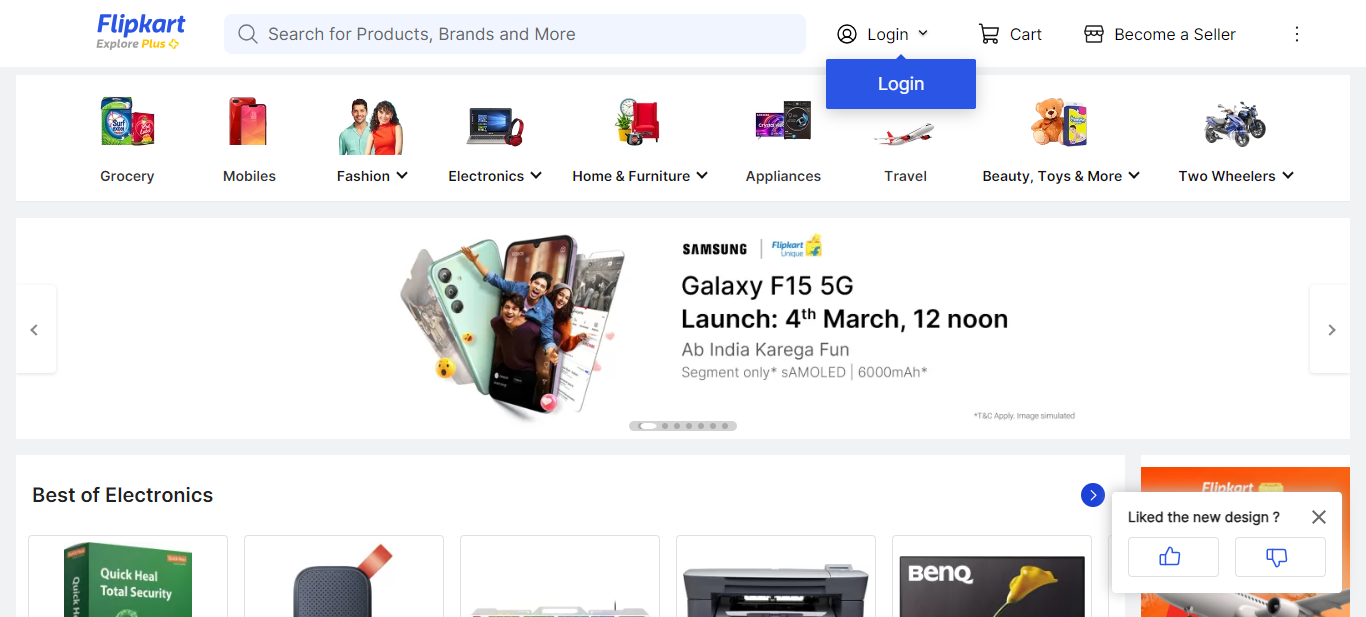 Flipkart
Explore Plus
Search for Products, Brands and More
Login
Cart
Become a Seller
Login
Surf excel
Grocery
Mobiles
Fashion
Electronics
Home & Furniture
Appliances
Travel
Beauty, Toys & More
Two Wheelers
SAMSUNG
Flipkart
Unique
Galaxy F15 5G
Launch: 4th March, 12 noon
Ab India Karega Fun
Segment only* sAMOLED | 6000mAh*
*T&C Apply. Image simulated
Best of Electronics
Quick Heal
Total Security
BenQ
Flipkart
Liked the new design ?